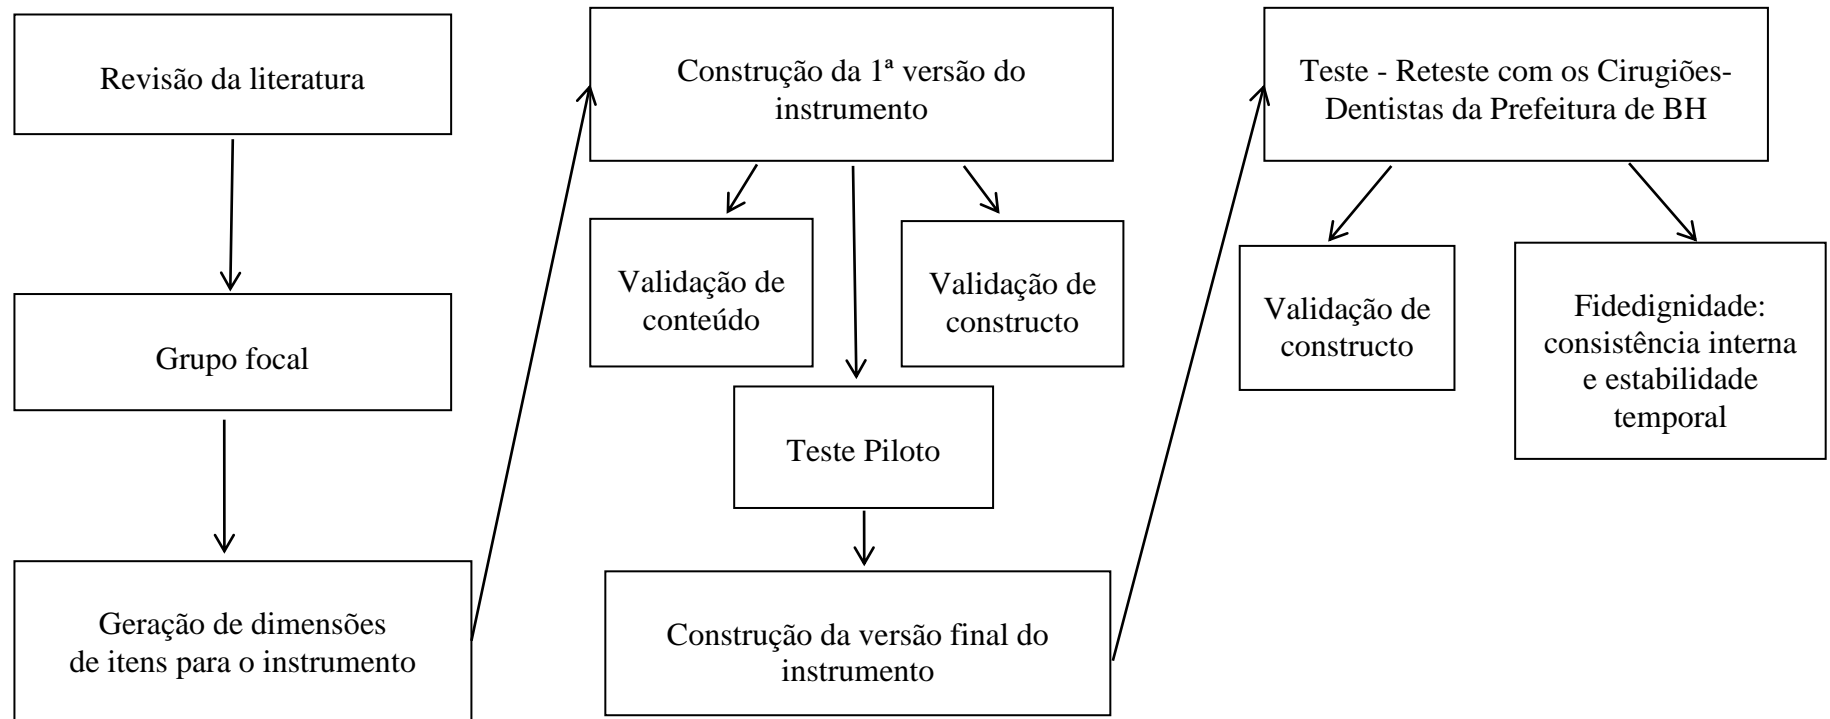 Revisão da literatura
Grupo focal
Geração de dimensões
de itens para o instrumento
Construção da 1ª versão do
instrumento
Validação de
conteúdo
Validação de
constructo
Teste Piloto
Construção da versão final do
instrumento
Teste - Reteste com os Cirugiões-
Dentistas da Prefeitura de BH
Validação de
constructo
Fidedignidade:
consistência interna
e estabilidade
temporal